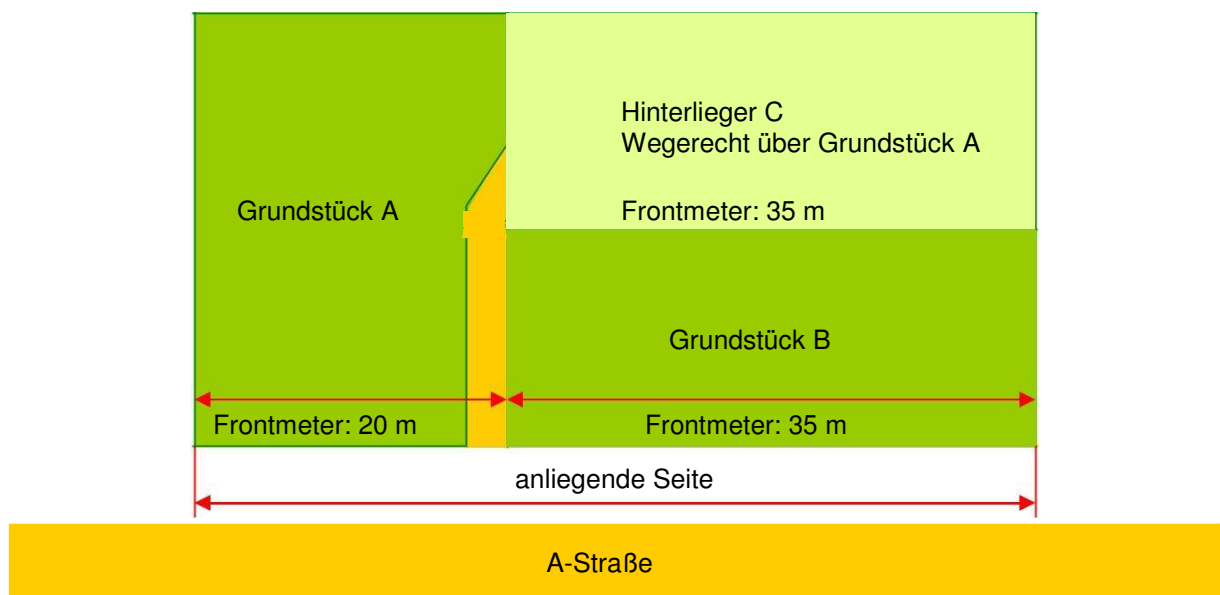 Hinterlieger C
Wegerecht über Grundstück A
Grundstück A
Frontmeter: 35 m
Grundstück B
Frontmeter: 20 m
Frontmeter: 35 m
anliegende Seite
A-Straße